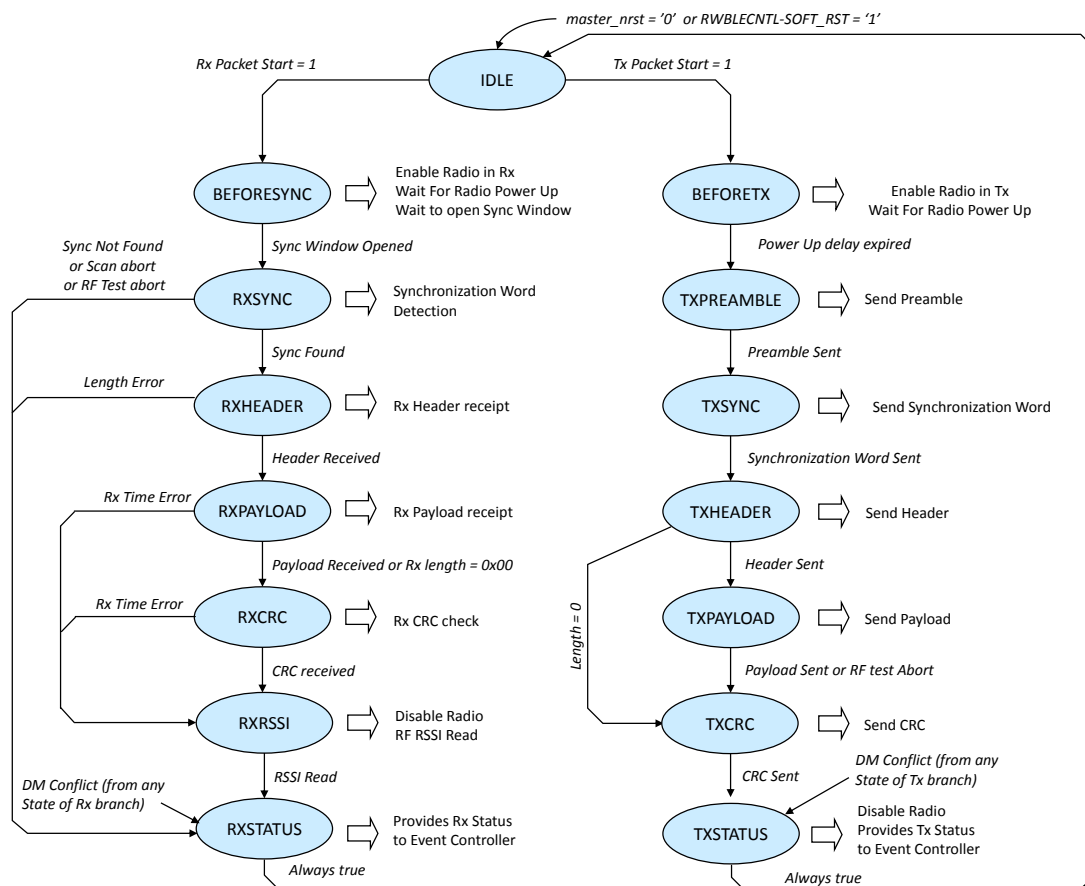 master_nrst = ’0’ or RWBLECNTL-SOFT_RST = ‘1’
Rx Packet Start = 1
IDLE
Tx Packet Start = 1
BEFORESYNC
Enable Radio in Rx
Wait For Radio Power Up
Wait to open Sync Window
BEFORETX
Enable Radio in Tx
Wait For Radio Power Up
Sync Not Found
or Scan abort
or RF Test abort
Sync Window Opened
Power Up delay expired
RXSYNC
Synchronization Word
Detection
TXPREAMBLE
Send Preamble
Sync Found
Preamble Sent
Length Error
RXHEADER
Rx Header receipt
TXSYNC
Send Synchronization Word
Header Received
Synchronization Word Sent
Rx Time Error
RXPAYLOAD
Rx Payload receipt
TXHEADER
Send Header
Payload Received or Rx length = 0x00
Header Sent
Rx Time Error
RXCRC
Rx CRC check
Length = 0
TXPAYLOAD
Send Payload
CRC received
Payload Sent or RF test Abort
RXRSSI
Disable Radio
RF RSSI Read
TXCRC
Send CRC
DM Conflict (from any
State of Rx branch)
RSSI Read
CRC Sent
DM Conflict (from any
State of Tx branch)
RXSTATUS
Provides Rx Status
to Event Controller
TXSTATUS
Disable Radio
Provides Tx Status
to Event Controller
Always true
Always true